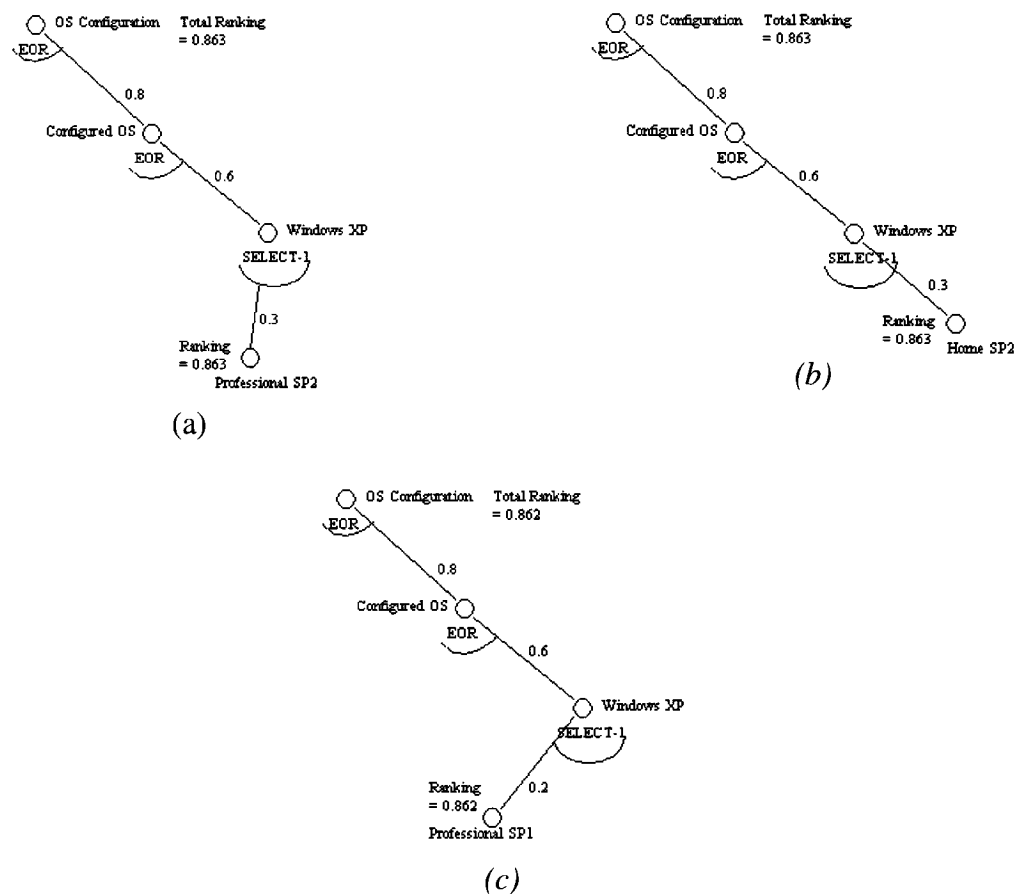 OS Configuration
Total Ranking
= 0.863
EOR
0.8
Configured OS
EOR
0.6
Windows XP
SELECT-1
0.3
Ranking
= 0.863
Professional SP2
(a)
OS Configuration
Total Ranking
= 0.863
EOR
0.8
Configured OS
EOR
0.6
Windows XP
SELECT-1
0.3
Ranking
= 0.863
Home SP2
(b)
OS Configuration
Total Ranking
= 0.862
EOR
0.8
Configured OS
EOR
0.6
Windows XP
SELECT-1
0.2
Ranking
= 0.862
Professional SP1
(c)